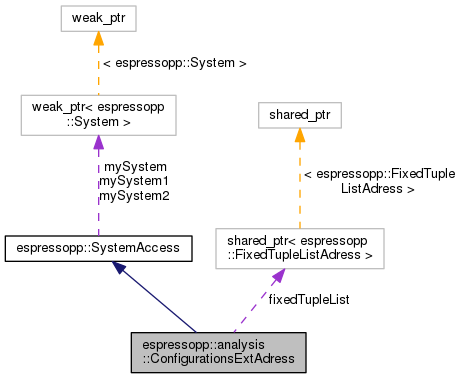 weak_ptr
< espressopp::System >
weak_ptr< espressopp
::System >
shared_ptr
< espressopp::FixedTuple
ListAdress >
mySystem
mySystem1
mySystem2
espressopp::SystemAccess
shared_ptr< espressopp
::FixedTupleListAdress >
fixedTupleList
espressopp::analysis
::ConfigurationsExtAdress